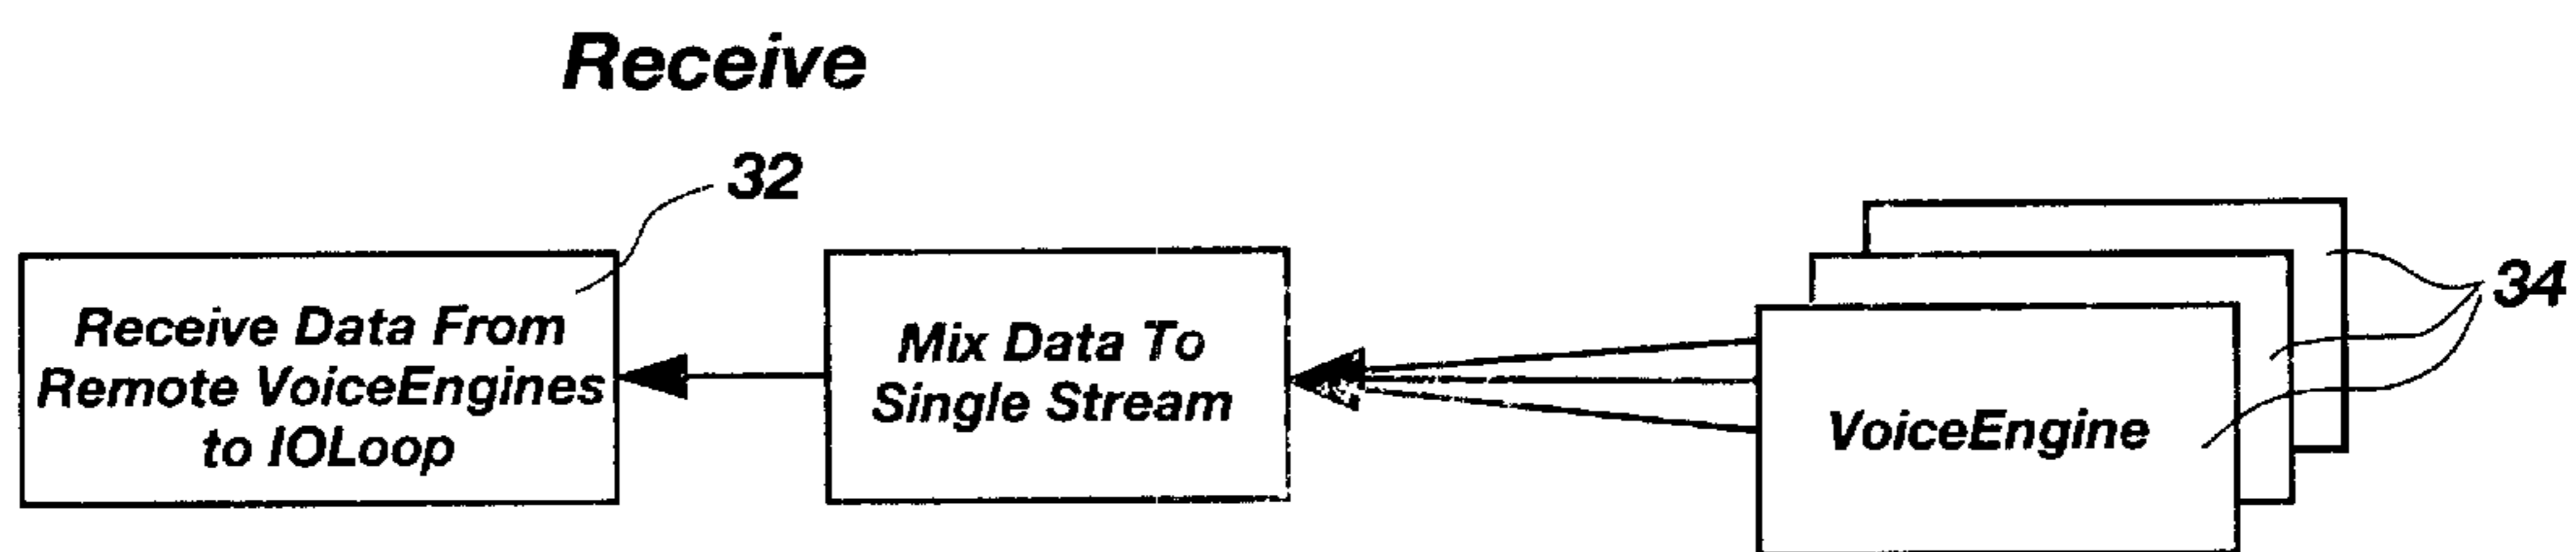 Receive
32
Receive Data From
Remote VoiceEngines
to IOLoop
Mix Data To
Single Stream
VoiceEngine
34